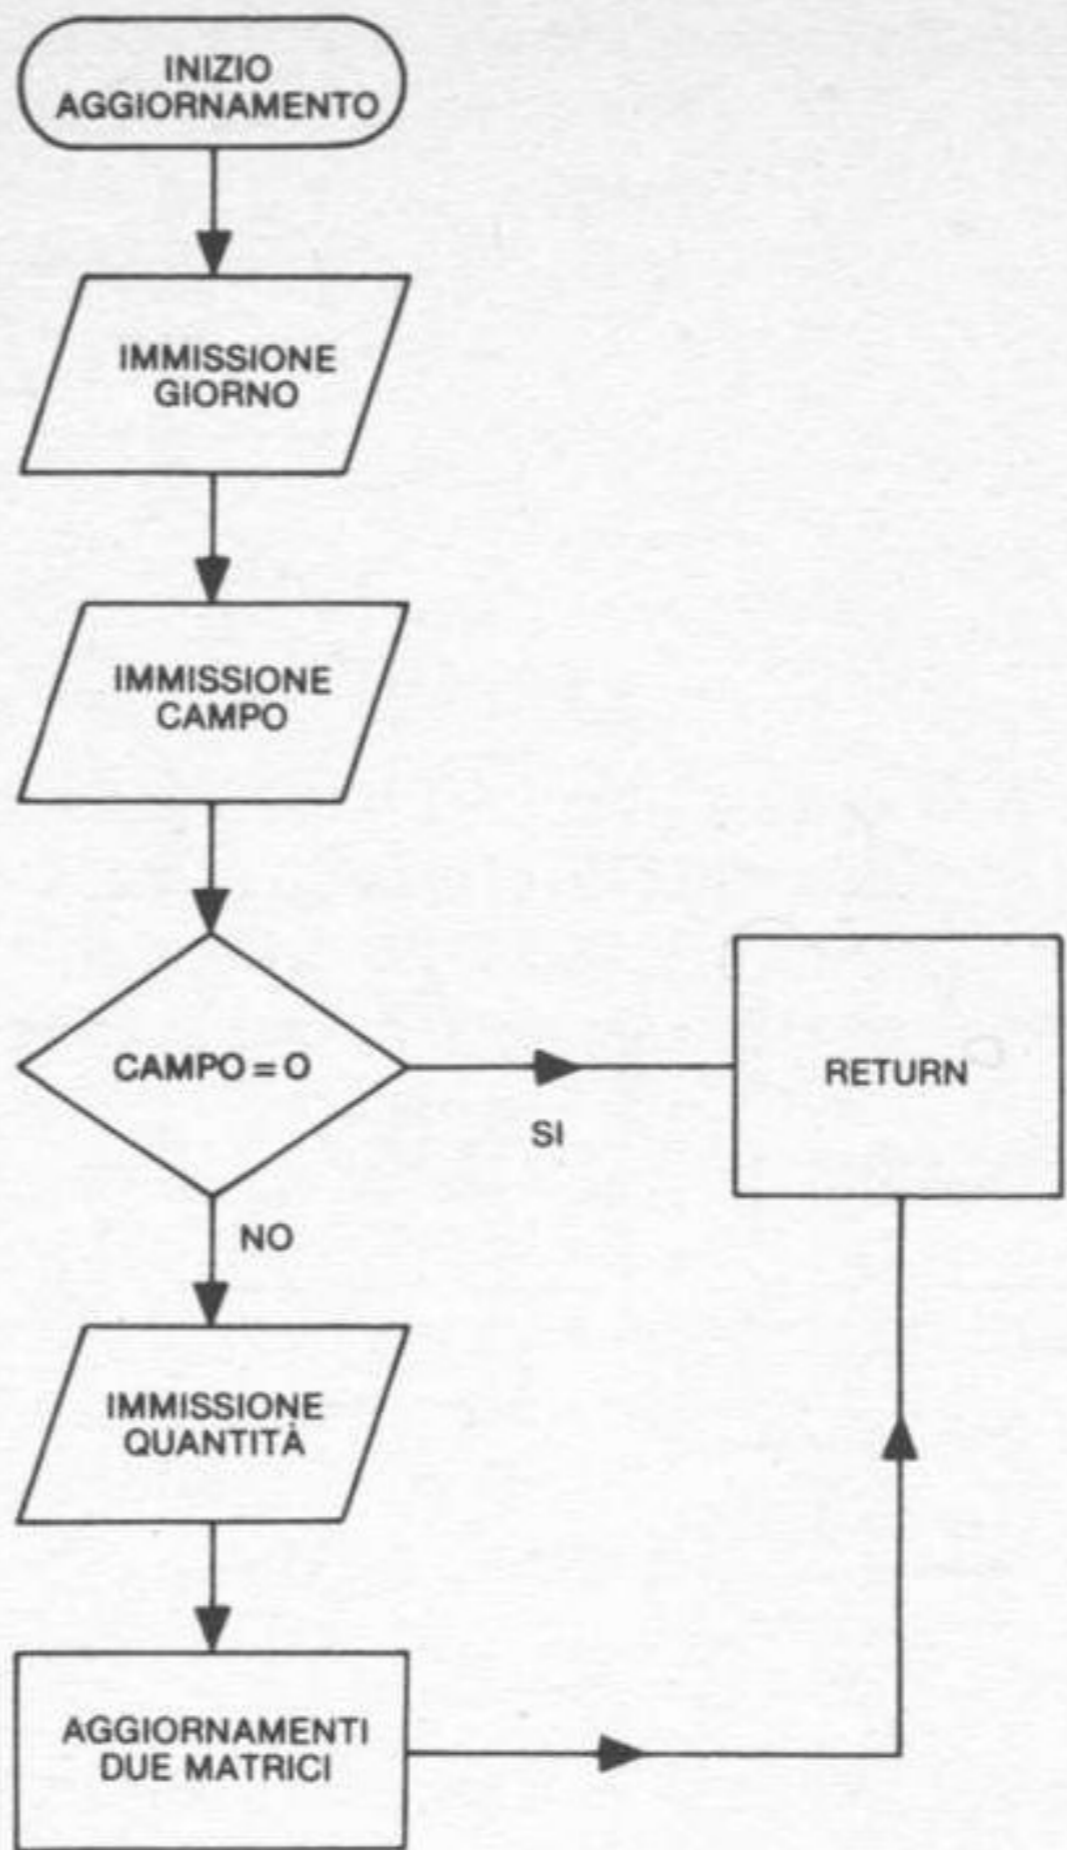 INIZIO
AGGIORNAMENTO
IMMISSIONE
GIORNO
IMMISSIONE
CAMPO
CAMPO = O
SI
RETURN
NO
IMMISSIONE
QUANTITÀ
AGGIORNAMENTI
DUE MATRICI